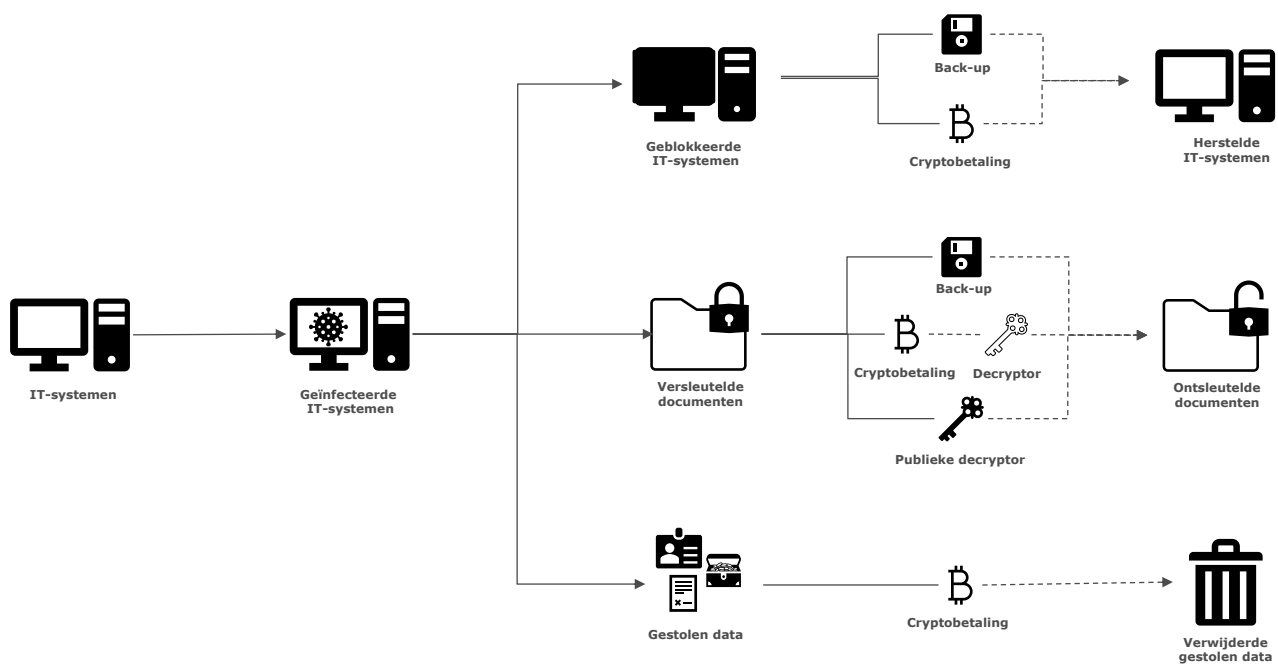 Back-up
Geblokkeerde
IT-systemen
Cryptobetaling
Herstelde
IT-systemen
Back-up
IT-systemen
Geïnfecteerde
IT-systemen
Versleutelde
documenten
Cryptobetaling
Decryptor
Ontsleutelde
documenten
Publieke decryptor
Gestolen data
Cryptobetaling
Verwijderde
gestolen data